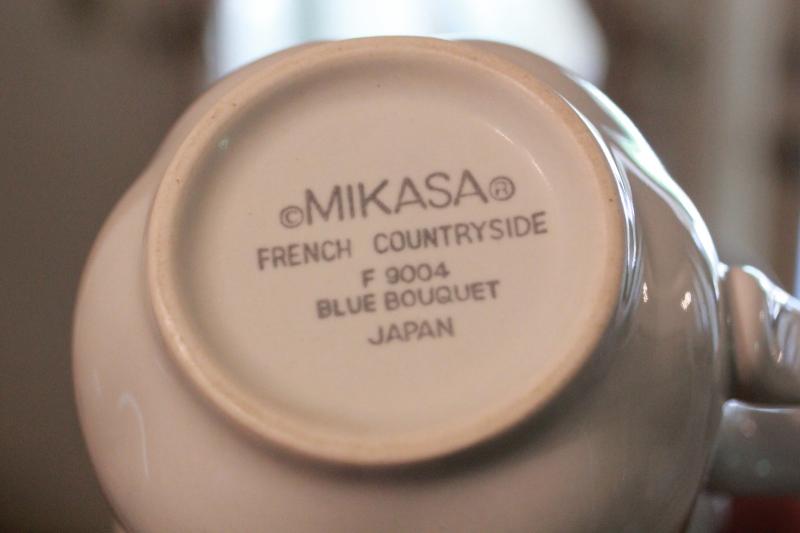 ©MIKASA®
FRENCH COUNTRYSIDE
F 9004
BLUE BOUQUET
JAPAN